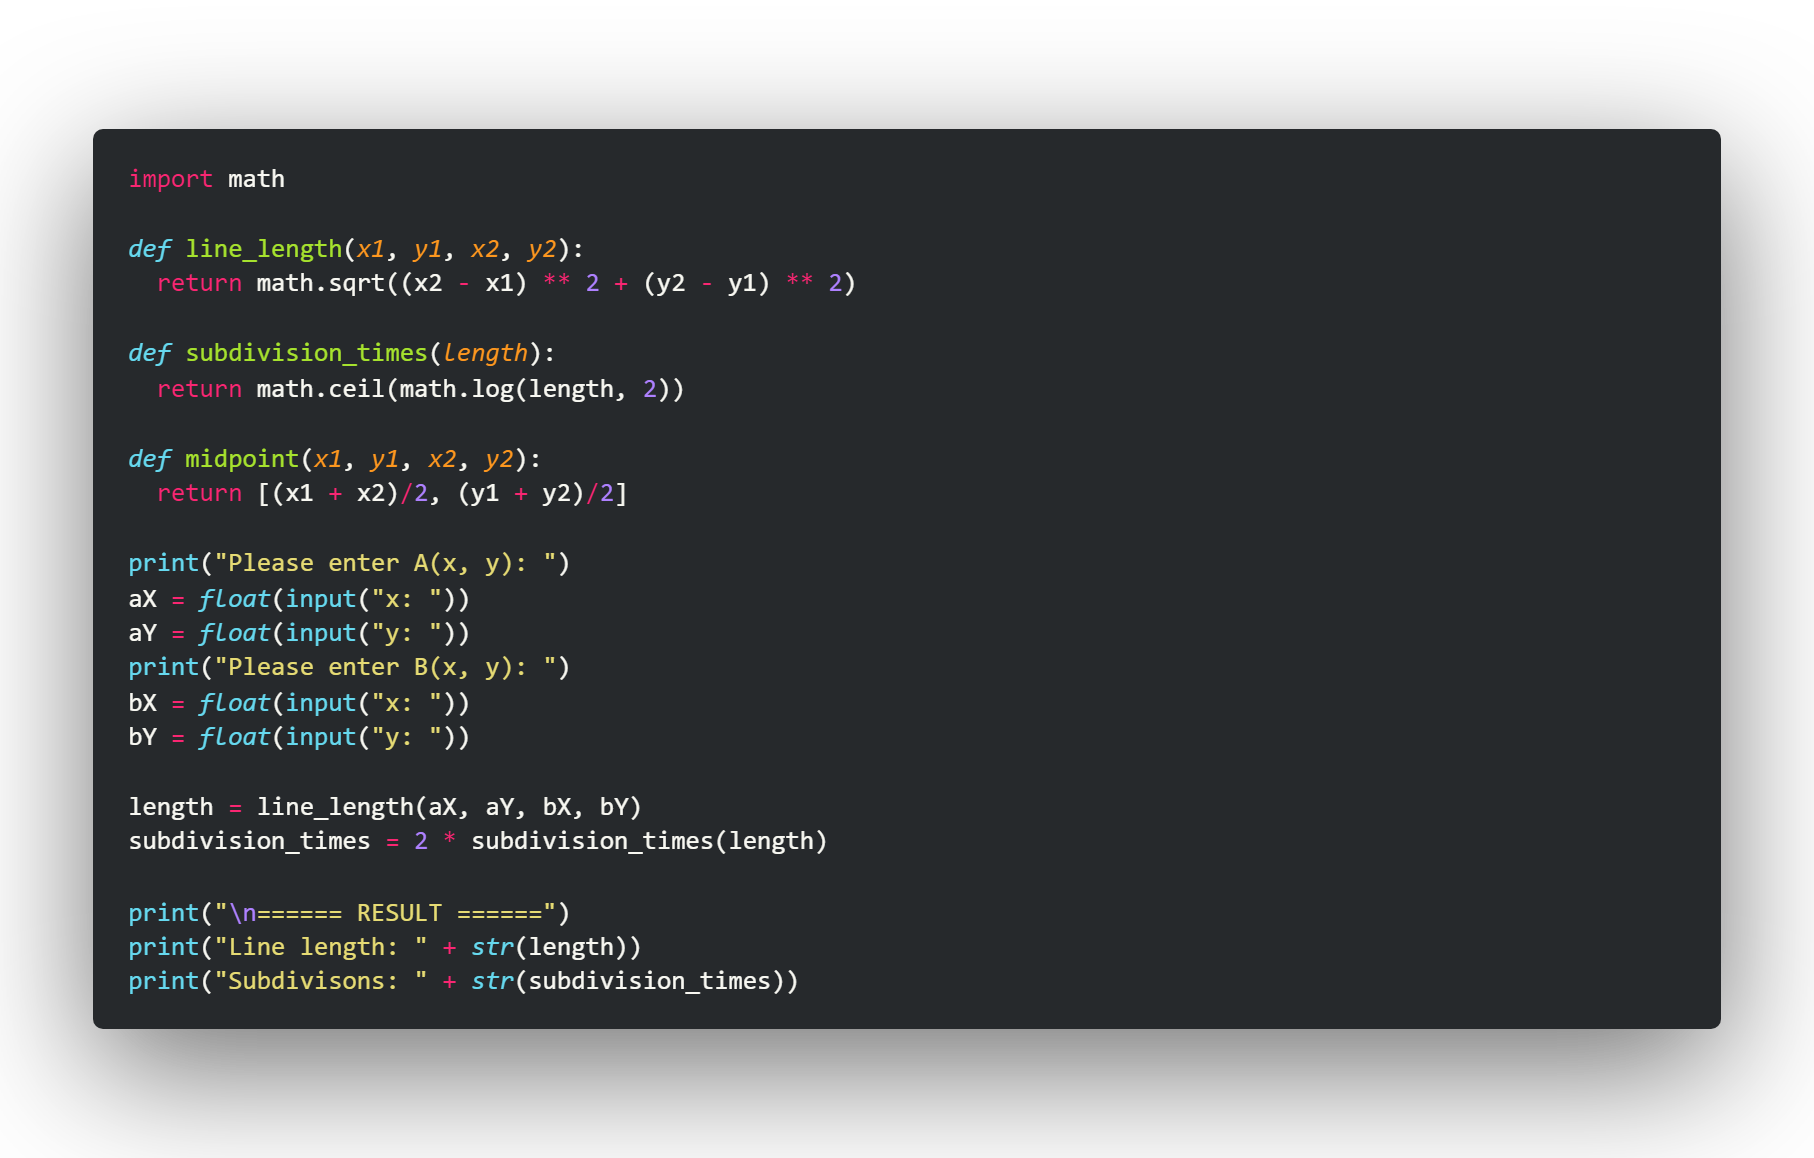 import math

def line_length(x1, y1, x2, y2):
  return math.sqrt((x2 - x1) ** 2 + (y2 - y1) ** 2)

def subdivision_times(length):
  return math.ceil(math.log(length, 2))

def midpoint(x1, y1, x2, y2):
  return [(x1 + x2)/2, (y1 + y2)/2]

print("Please enter A(x, y): ")
aX = float(input("x: "))
aY = float(input("y: "))
print("Please enter B(x, y): ")
bX = float(input("x: "))
bY = float(input("y: "))

length = line_length(aX, aY, bX, bY)
subdivision_times = 2 * subdivision_times(length)

print("\n====== RESULT ======")
print("Line length: " + str(length))
print("Subdivisons: " + str(subdivision_times))